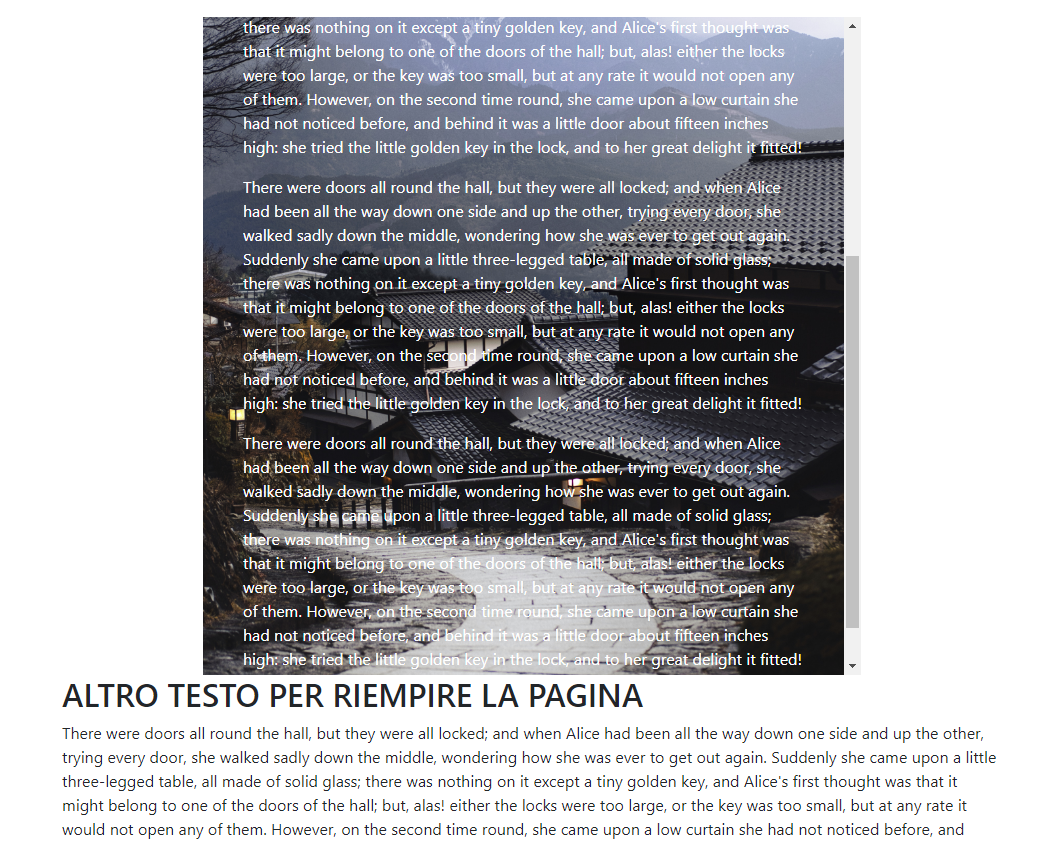 there was nothing on it except a tiny golden key, and Alice's first thought was
that it might belong to one of the doors of the hall; but, alas! either the locks
were too large, or the key was too small, but at any rate it would not open any
of them. However, on the second time round, she came upon a low curtain she
had not noticed before, and behind it was a little door about fifteen inches
high: she tried the little golden key in the lock, and to her great delight it fitted!
There were doors all round the hall, but they were all locked; and when Alice
had been all the way down one side and up the other, trying every door, she
walked sadly down the middle, wondering how she was ever to get out again.
Suddenly she came upon a little three-legged table, all made of solid glass;
there was nothing on it except a tiny golden key, and Alice's first thought was
that it might belong to one of the doors of the hall; but, alas! either the locks
were too large, or the key was too small, but at any rate it would not open any
of them. However, on the second time round, she came upon a low curtain she
had not noticed before, and behind it was a little door about fifteen inches
high: she tried the little golden key in the lock, and to her great delight it fitted!
There were doors all round the hall, but they were all locked; and when Alice
had been all the way down one side and up the other, trying every door, she
walked sadly down the middle, wondering how she was ever to get out again.
Suddenly she came upon a little three-legged table, all made of solid glass;
there was nothing on it except a tiny golden key, and Alice's first thought was
that it might belong to one of the doors of the hall; but, alas! either the locks
were too large, or the key was too small, but at any rate it would not open any
of them. However, on the second time round, she came upon a low curtain she
had not noticed before, and behind it was a little door about fifteen inches
high: she tried the little golden key in the lock, and to her great delight it fitted!
ALTRO TESTO PER RIEMPIRE LA PAGINA
There were doors all round the hall, but they were all locked; and when Alice had been all the way down one side and up the other,
trying every door, she walked sadly down the middle, wondering how she was ever to get out again. Suddenly she came upon a little
three-legged table, all made of solid glass; there was nothing on it except a tiny golden key, and Alice's first thought was that it
might belong to one of the doors of the hall; but, alas! either the locks were too large, or the key was too small, but at any rate it
would not open any of them. However, on the second time round, she came upon a low curtain she had not noticed before, and